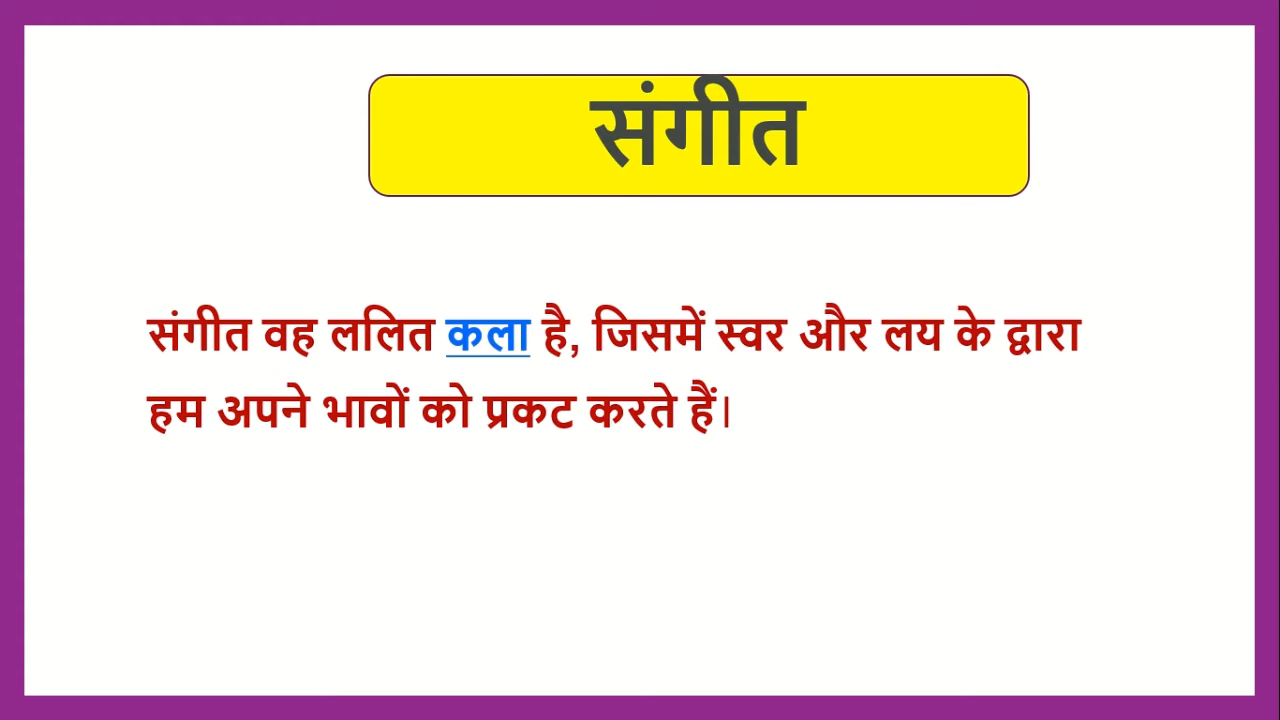 संगीत
संगीत वह ललित कला है, जिसमें स्वर और लय के द्वारा
हम अपने भावों को प्रकट करते हैं।